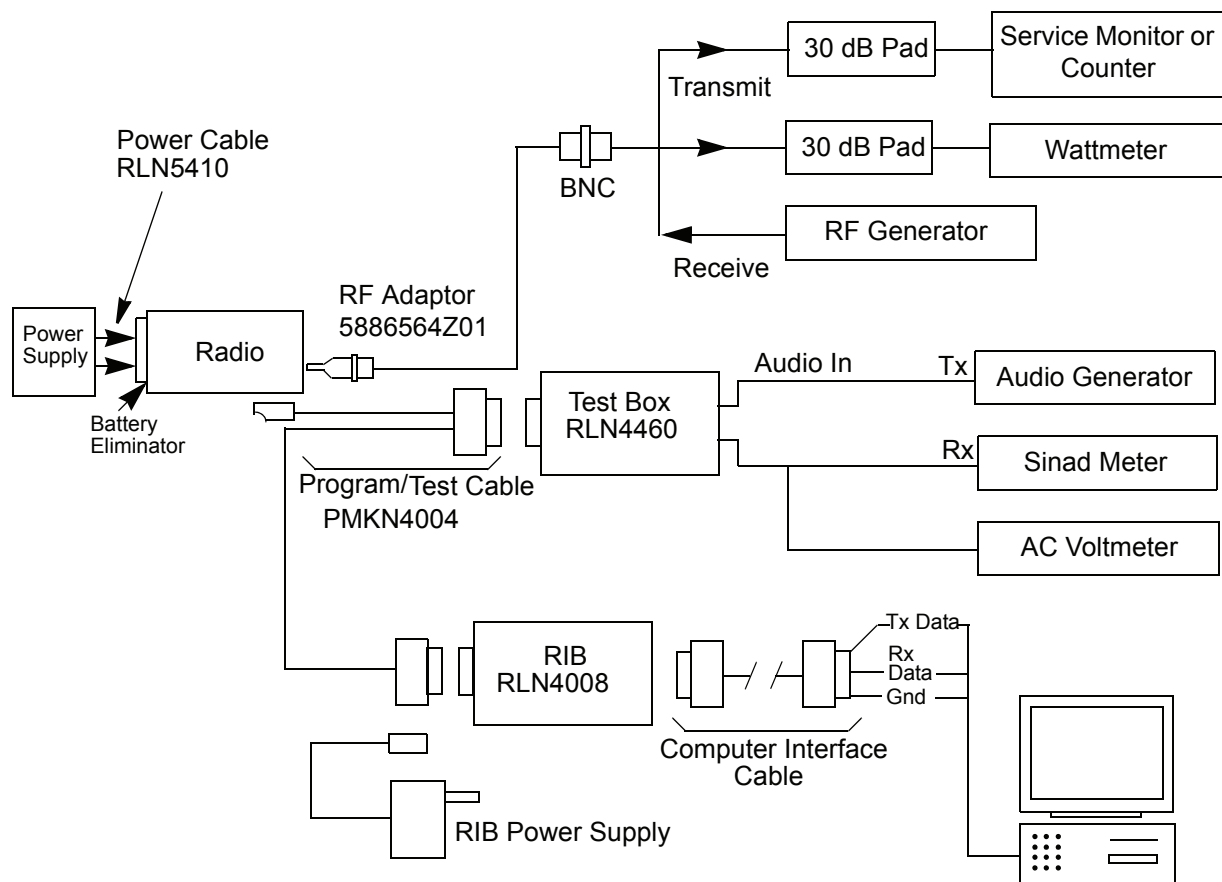 30 dB Pad
Service Monitor or
Counter
Transmit
Power Cable
RLN5410
30 dB Pad
Wattmeter
BNC
RF Generator
Receive
RF Adaptor
5886564Z01
Power
Supply
Radio
Battery
Eliminator
Audio In
Tx
Audio Generator
Test Box
RLN4460
Rx
Sinad Meter
Program/Test Cable
PMKN4004
AC Voltmeter
Tx Data
RIB
RLN4008
Rx
Data
Gnd
Computer Interface
Cable
RIB Power Supply